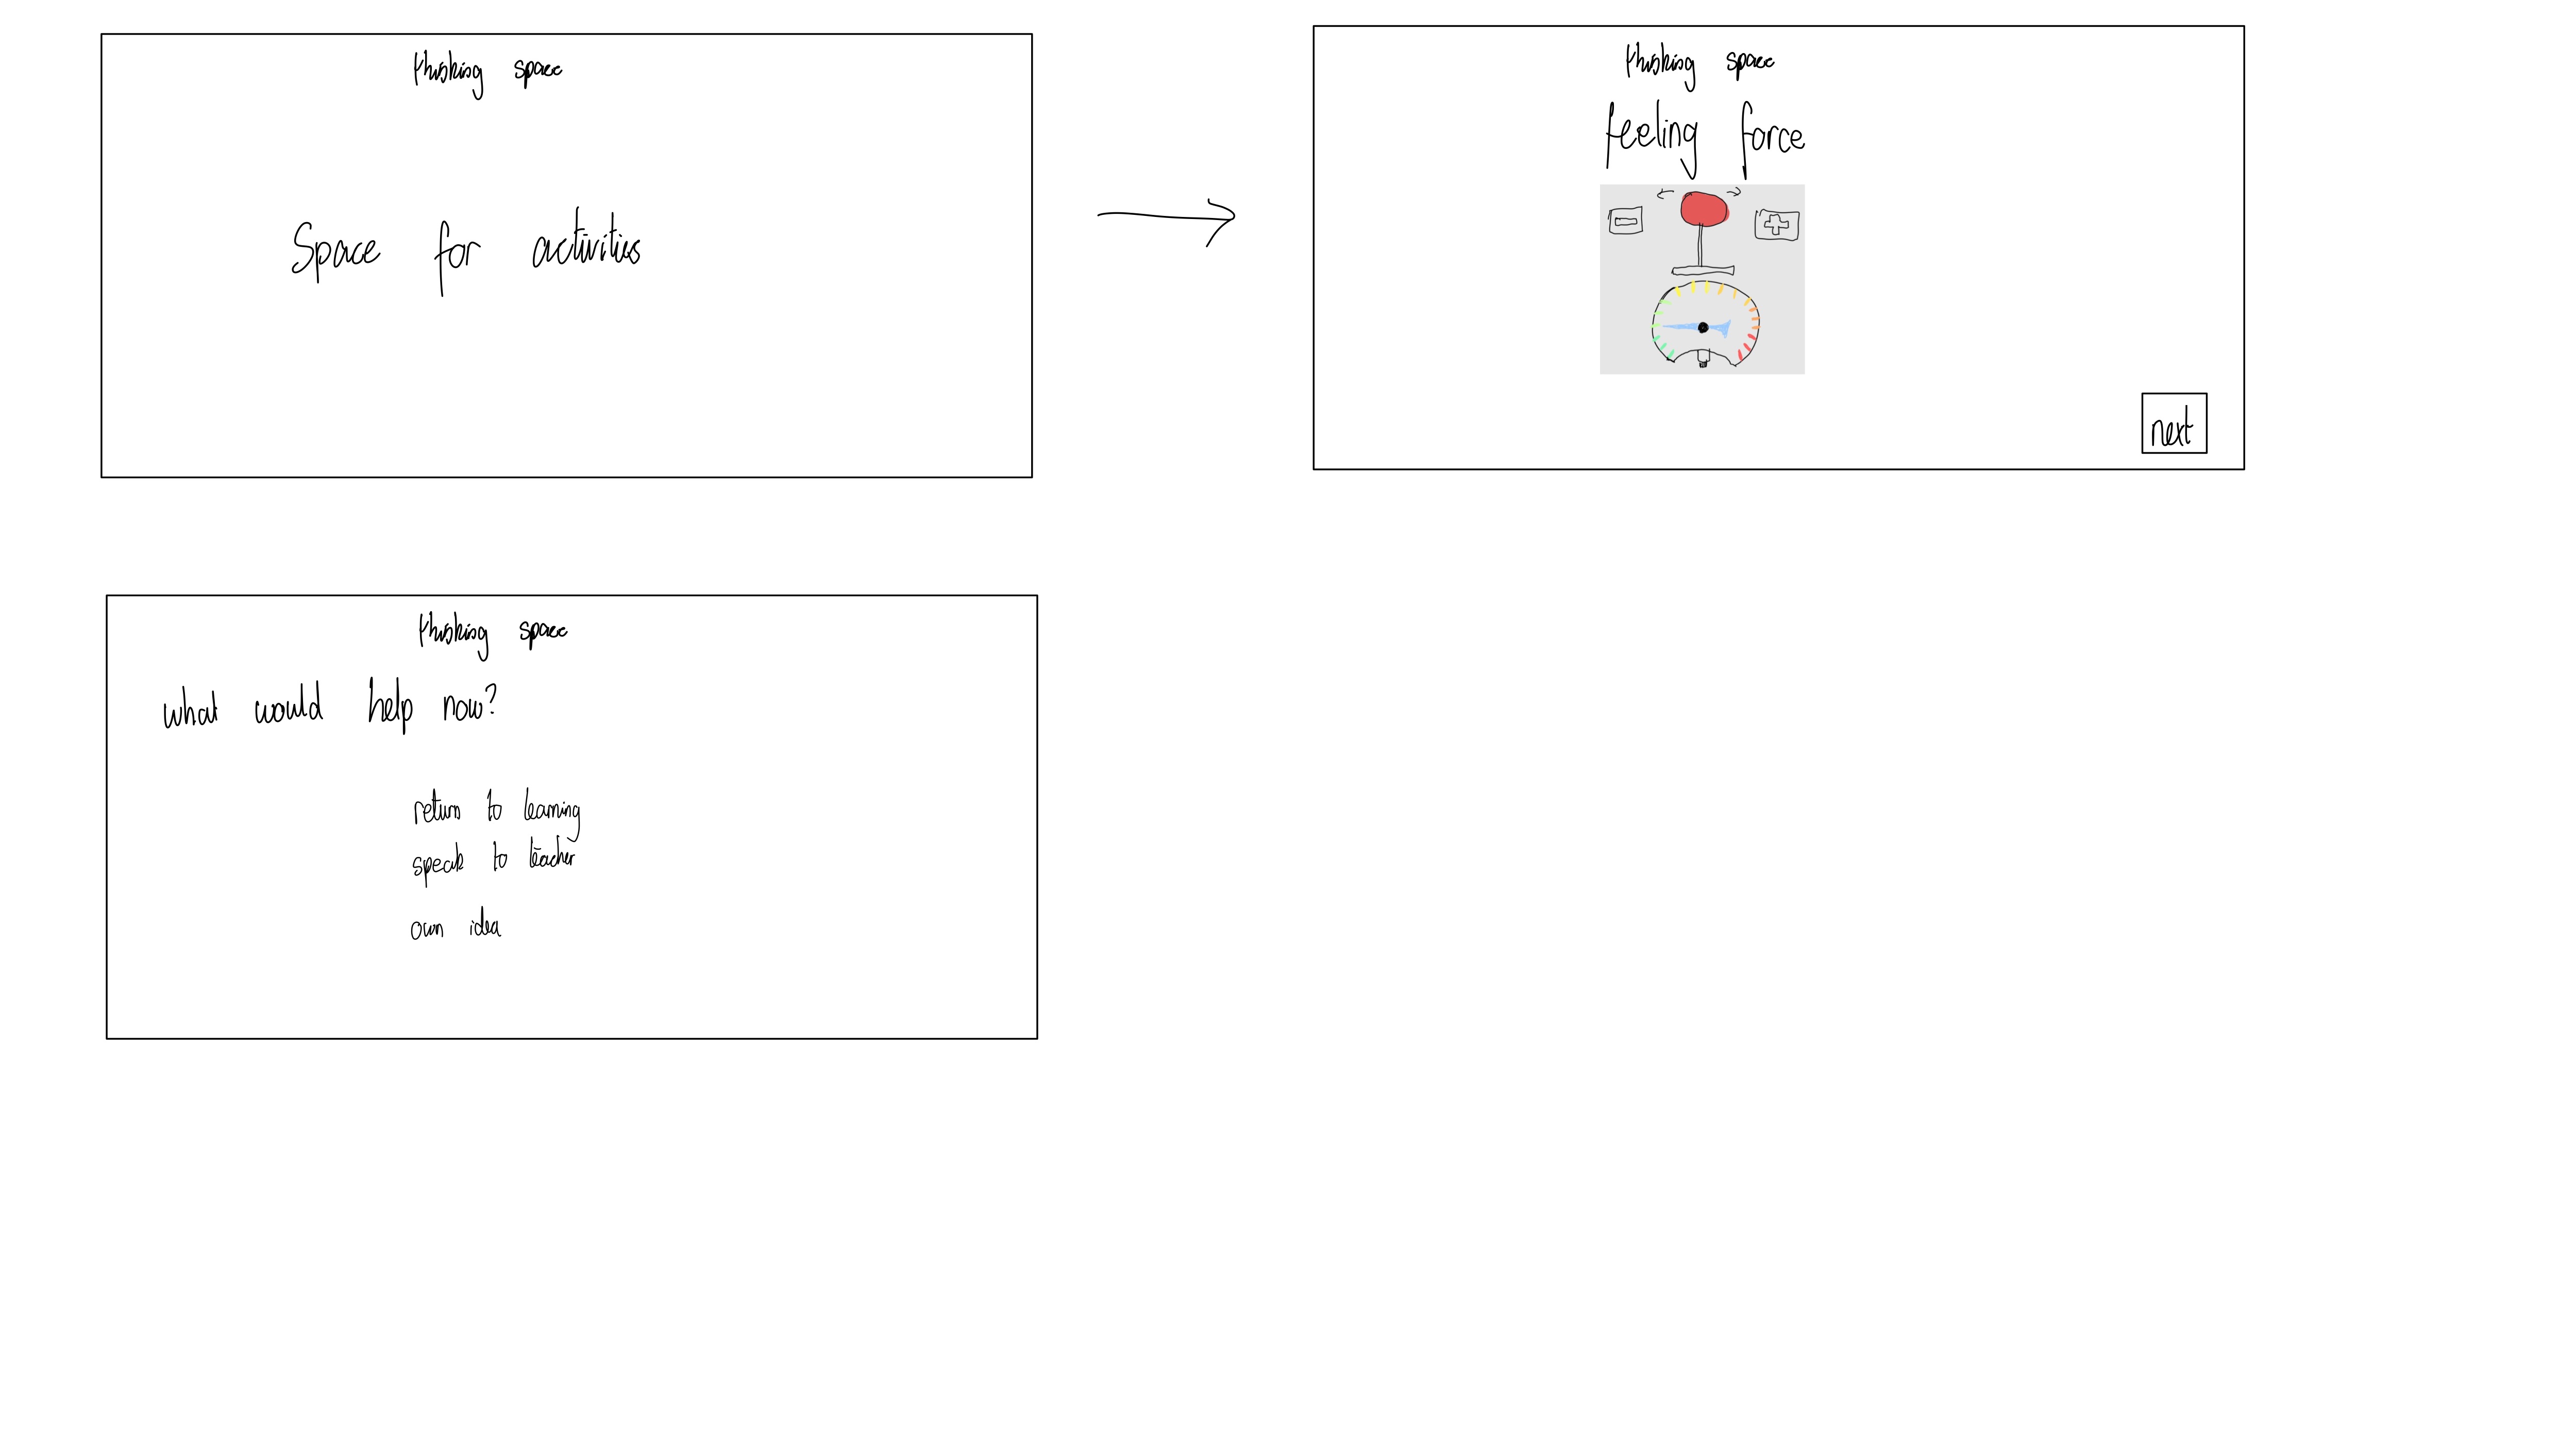 thinking space
Space for activities
thinking space
feeling force
next
thinking space
what would help now?
return to learning
speak to teacher
own idea